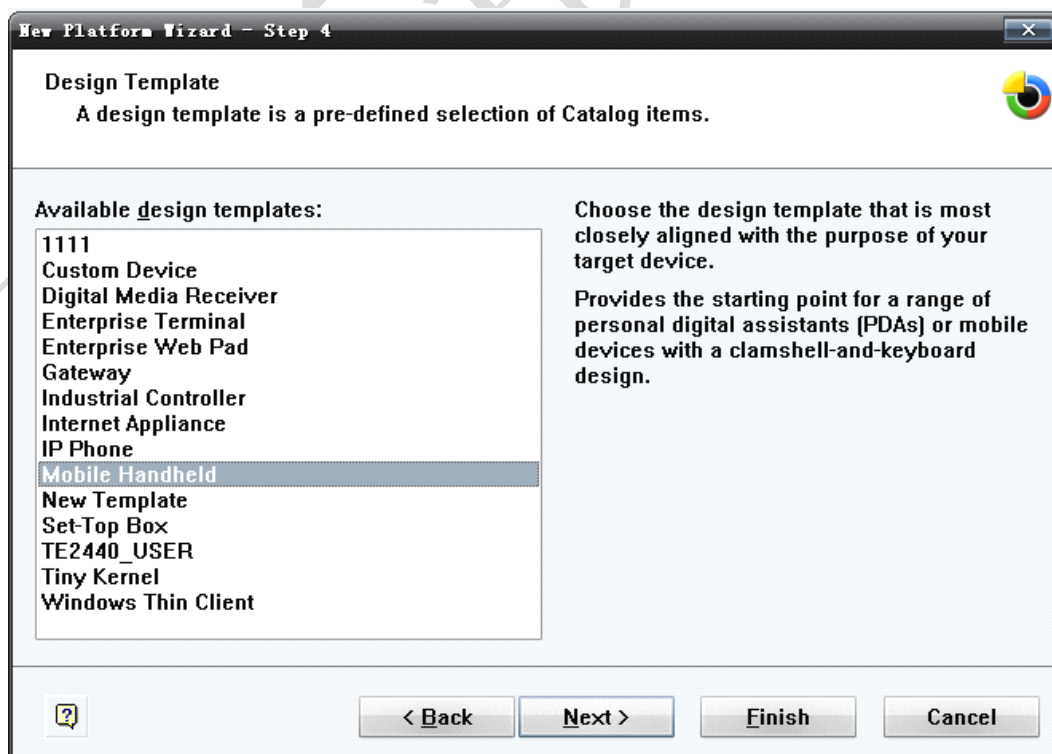 New Platform Wizard - Step 4
Design Template
A design template is a pre-defined selection of Catalog items.
Available design templates:
1111
Custom Device
Digital Media Receiver
Enterprise Terminal
Enterprise Web Pad
Gateway
Industrial Controller
Internet Appliance
IP Phone
Mobile Handheld
New Template
Set-Top Box
TE2440_USER
Tiny Kernel
Windows Thin Client
Choose the design template that is most
closely aligned with the purpose of your
target device.
Provides the starting point for a range of
personal digital assistants (PDAs) or mobile
devices with a clamshell-and-keyboard
design.
< Back
Next >
Finish
Cancel